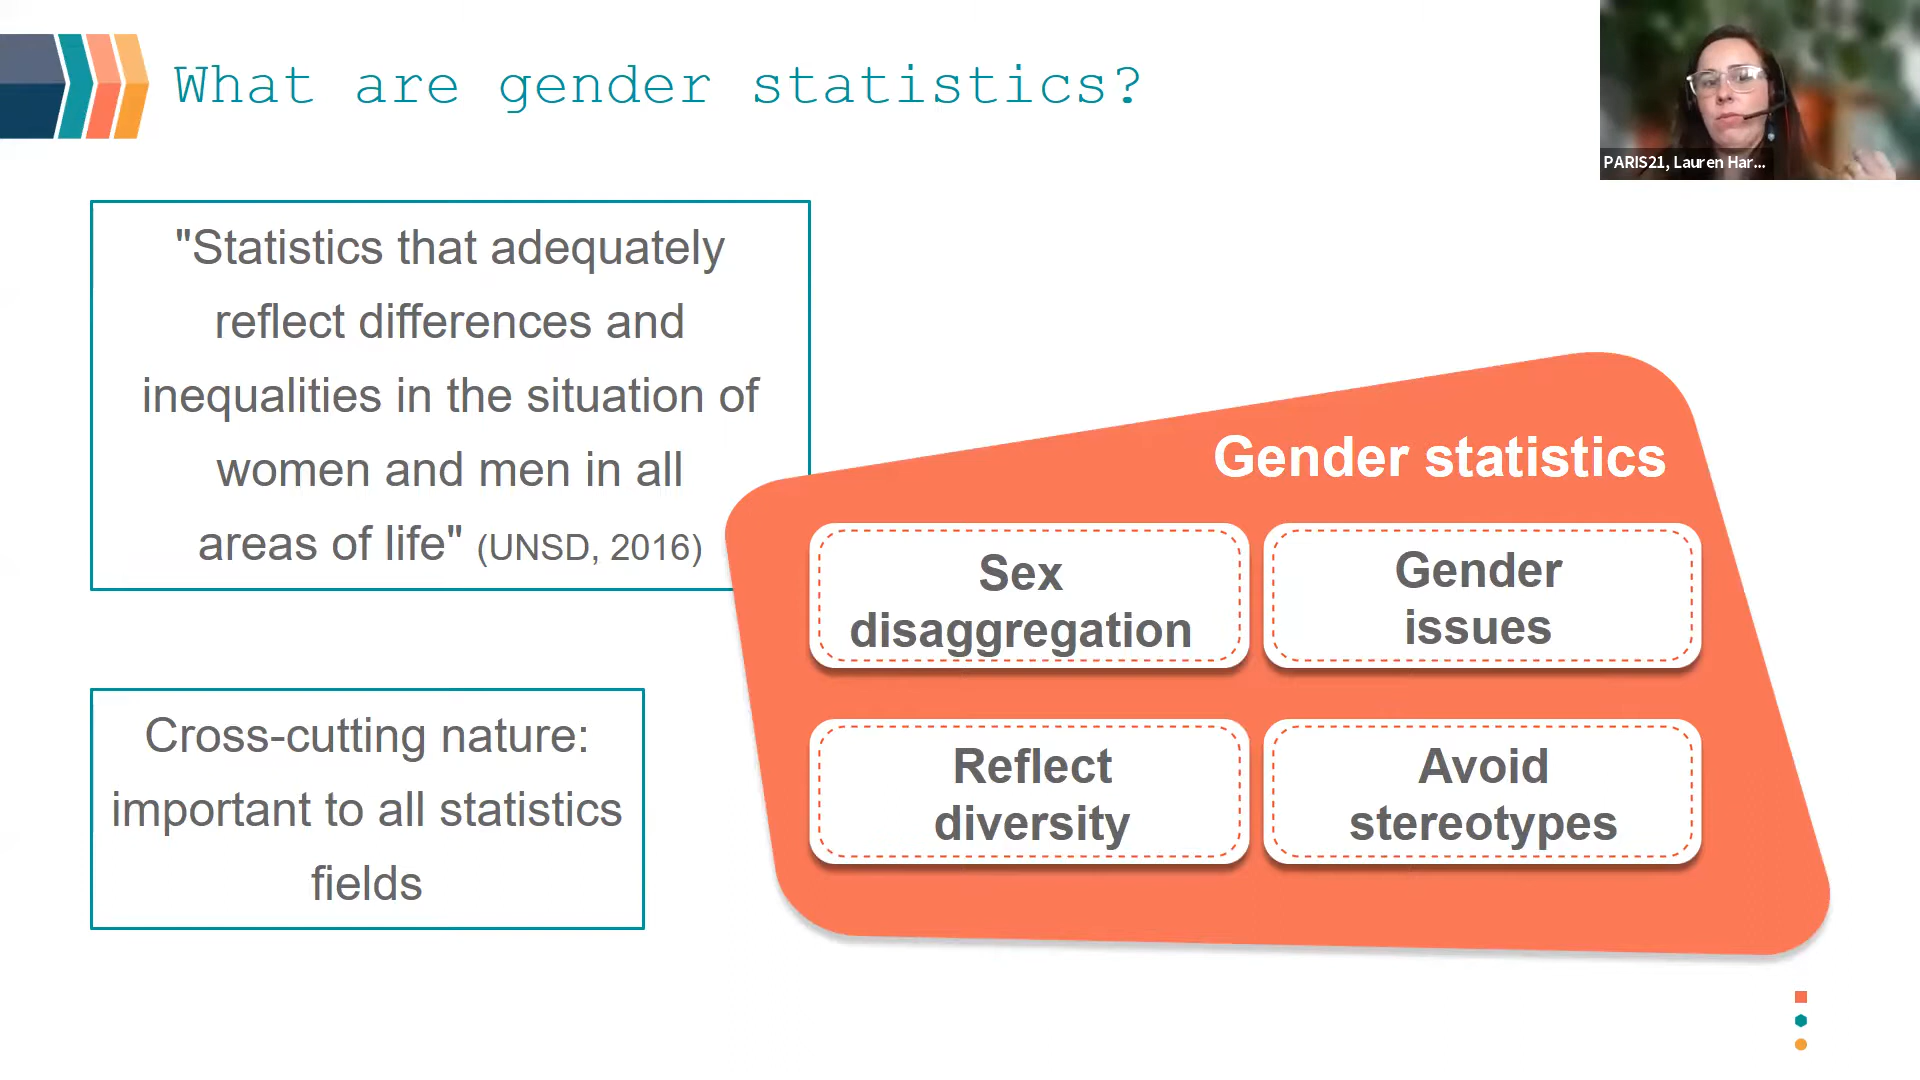 What are gender statistics?
PARIS21, Lauren Har...
"Statistics that adequately
reflect differences and
inequalities in the situation of
women and men in all
areas of life" (UNSD, 2016)
Cross-cutting nature:
important to all statistics
fields
Gender statistics
Sex
disaggregation
Gender
issues
Reflect
diversity
Avoid
stereotypes